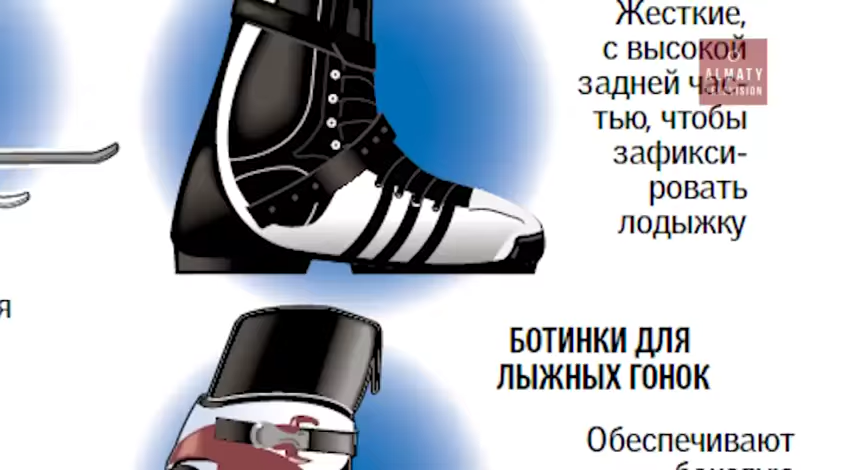 Жесткие,
с высокой
задней час-
тью, чтобы
зафикси-
ровать
лодыжку
ALMATY
я
БОТИНКИ ДЛЯ
ЛЫЖНЫХ ГОНОК
Обеспечивают